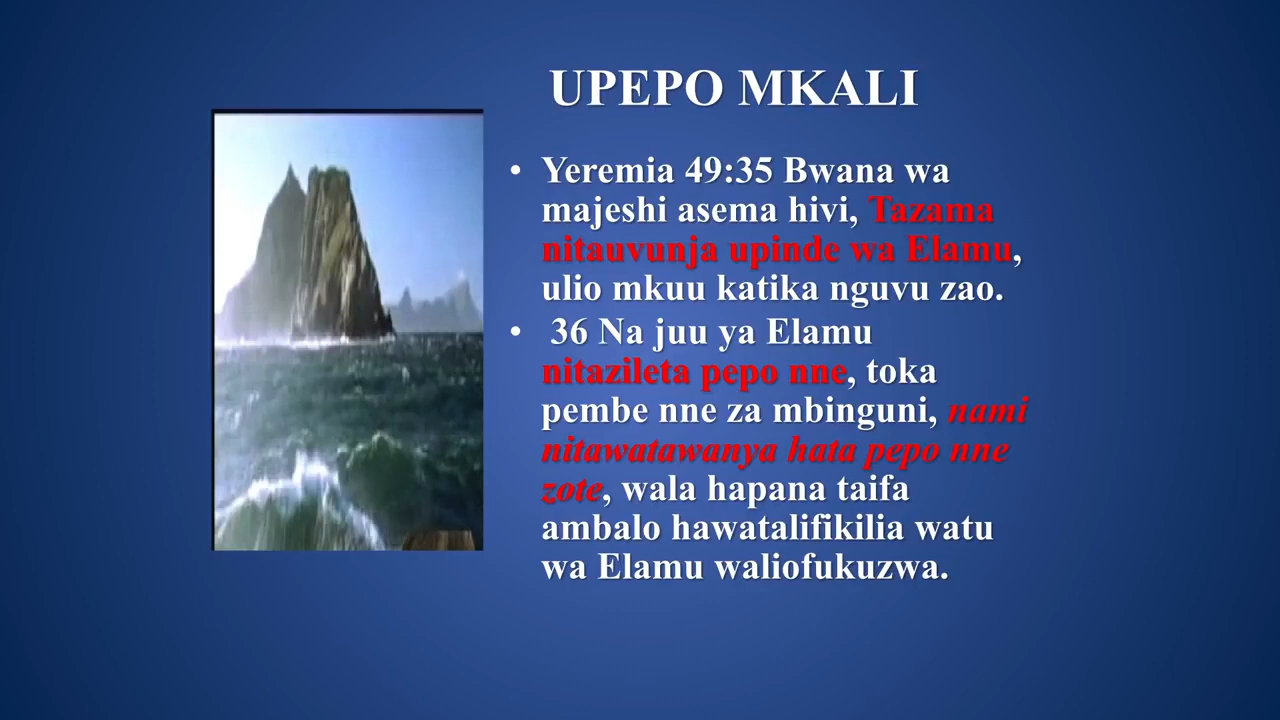 UPEPO MKALI
• Yeremia 49:35 Bwana wa
majeshi asema hivi, Tazama
nitauvunja upinde wa Elamu,
ulio mkuu katika nguvu zao.
• 36 Na juu ya Elamu
nitazileta pepo nne, toka
pembe nne za mbinguni, nami
nitawatawanya hata pepo nne
zote, wala hapana taifa
ambalo hawatalifikilia watu
wa Elamu waliofukuzwa.